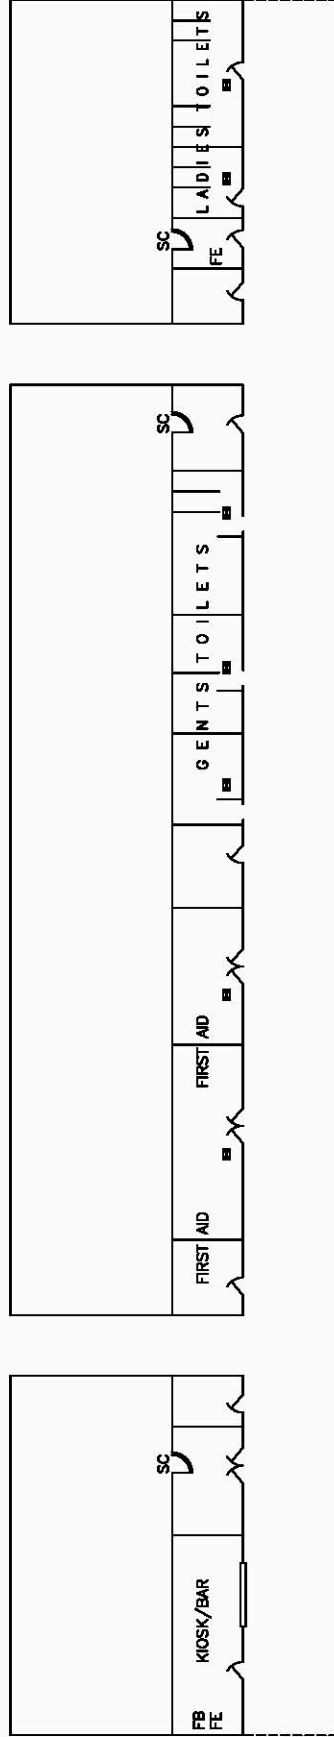 LADIES TOILETS
SC
FE
SC
GENTS TOILETS
FIRST AID
FIRST AID
SC
KIOSK/BAR
FB
FE